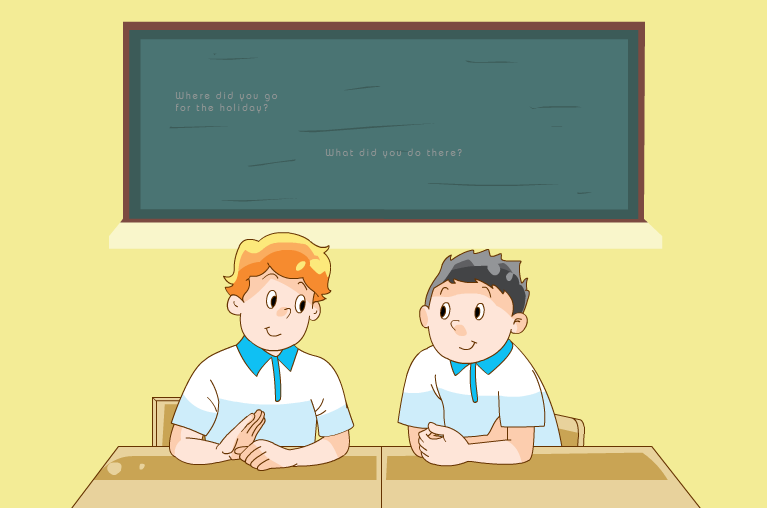 Where did you go
for the holiday?
What did you do there?